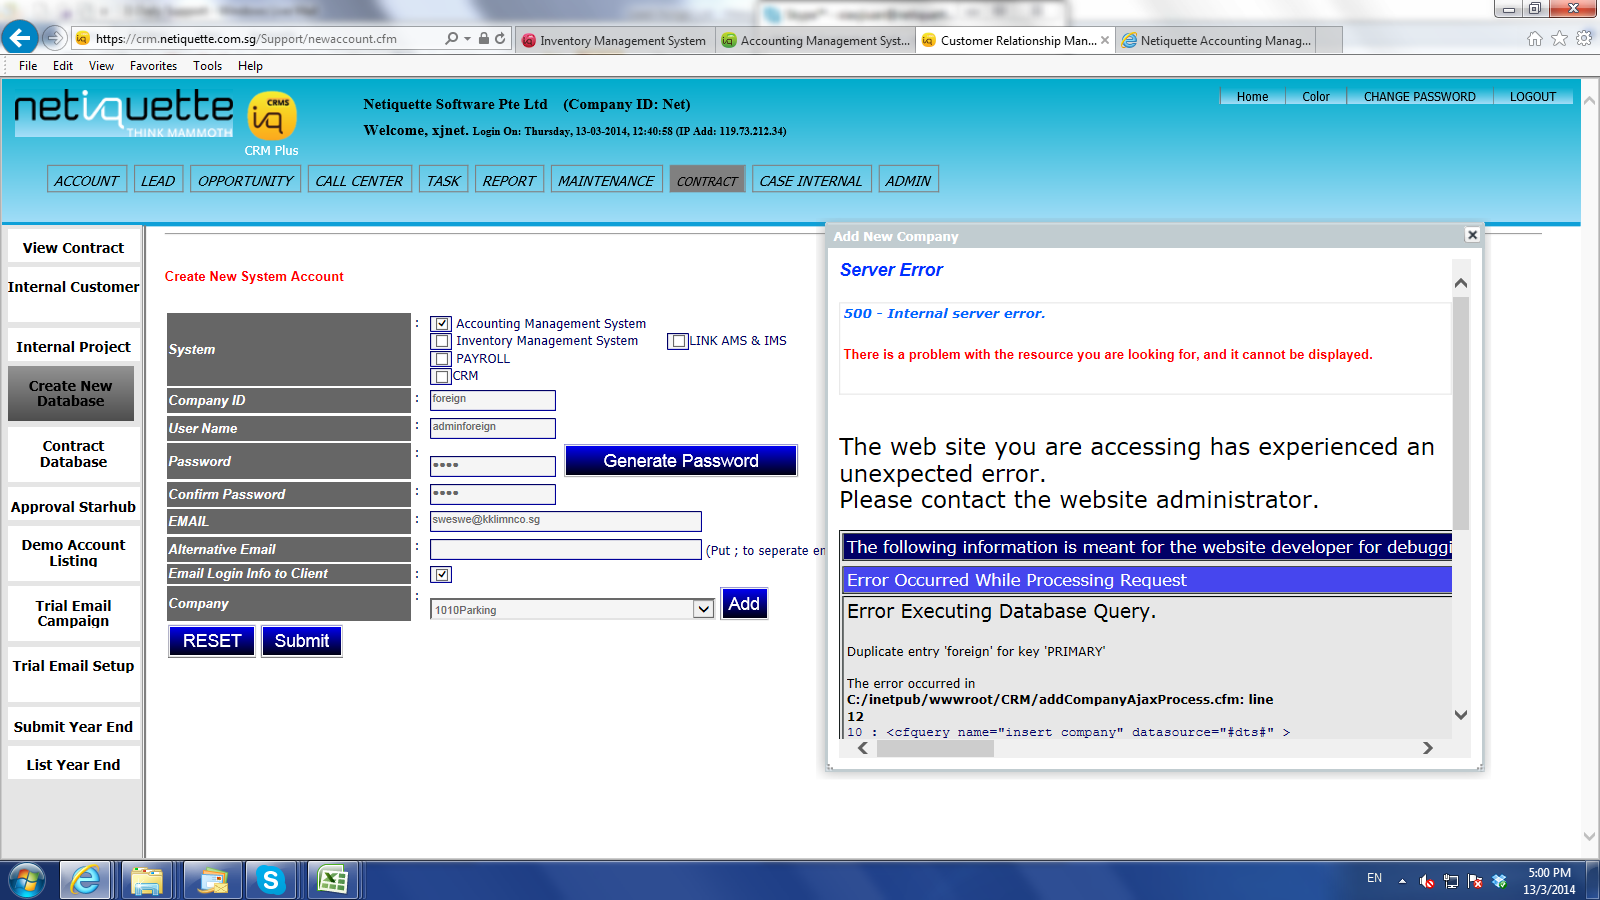 https://crm.netiquette.com.sg/Support/newaccount.cfm
Inventory Management System
Accounting Management Syst...
Customer Relationship Man...
Netiquette Accounting Manag...
File Edit View Favorites Tools Help
netiquette
THINK MAMMOTH
CRMS
iq
CRM Plus
Netiquette Software Pte Ltd (Company ID: Net)
Welcome, xjnet. Login On: Thursday, 13-03-2014, 12:40:58 (IP Add: 119.73.212.34)
Home Color CHANGE PASSWORD LOGOUT
ACCOUNT LEAD OPPORTUNITY CALL CENTER TASK REPORT MAINTENANCE CONTRACT CASE INTERNAL ADMIN
View Contract
Internal Customer
Internal Project
Create New
Database
Contract
Database
Approval Starhub
Demo Account
Listing
Trial Email
Campaign
Trial Email Setup
Submit Year End
List Year End
Create New System Account
System : Accounting Management System
Inventory Management System LINK AMS & IMS
PAYROLL
CRM
Company ID : foreign
User Name : adminforeign
Password : •••• Generate Password
Confirm Password : ••••
EMAIL : sweswe@kklimnco.sg
Alternative Email : (Put ; to seperate em
Email Login Info to Client :
Company : 1010Parking Add
RESET Submit
Add New Company
Server Error
500 - Internal server error.
There is a problem with the resource you are looking for, and it cannot be displayed.
The web site you are accessing has experienced an
unexpected error.
Please contact the website administrator.
The following information is meant for the website developer for debuggi
Error Occurred While Processing Request
Error Executing Database Query.
Duplicate entry 'foreign' for key 'PRIMARY'
The error occurred in
C:/inetpub/wwwroot/CRM/addCompanyAjaxProcess.cfm: line
12
10 : <cfquery name="insert_company" datasource="#dts#" >
EN
5:00 PM
13/3/2014